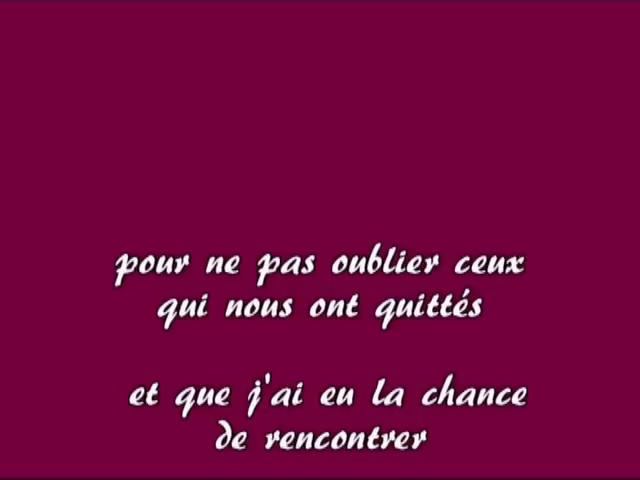 pour ne pas oublier ceux
qui nous ont quittés
et que j'ai eu la chance
de rencontrer